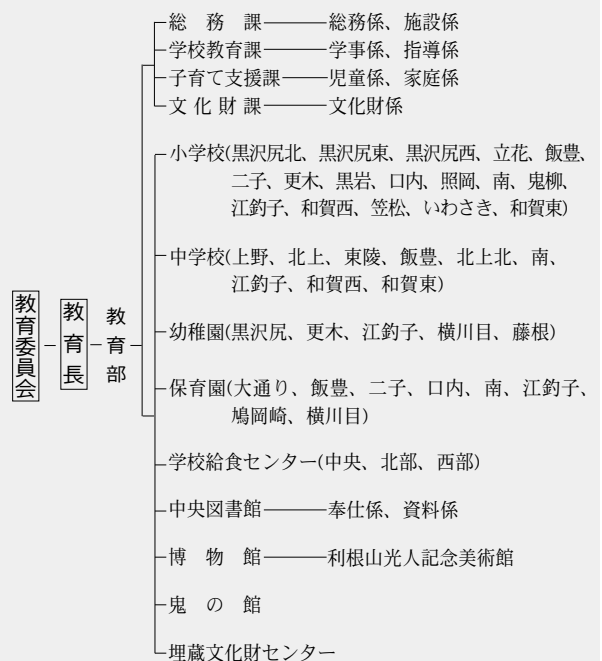 総務課 総務係、施設係
学校教育課 学事係、指導係
子育て支援課 児童係、家庭係
文化財課 文化財係
小学校(黒沢尻北、黒沢尻東、黒沢尻西、立花、飯豊、
二子、更木、黒岩、口内、照岡、南、鬼柳、
江釣子、和賀西、笠松、いわさき、和賀東)
中学校(上野、北上、東陵、飯豊、北上北、南、
江釣子、和賀西、和賀東)
教育委員会
教育長
教育部
幼稚園(黒沢尻、更木、江釣子、横川目、藤根)
保育園(大通り、飯豊、二子、口内、南、江釣子、
鳩岡崎、横川目)
学校給食センター(中央、北部、西部)
中央図書館 奉仕係、資料係
博物館 利根山光人記念美術館
鬼の館
埋蔵文化財センター